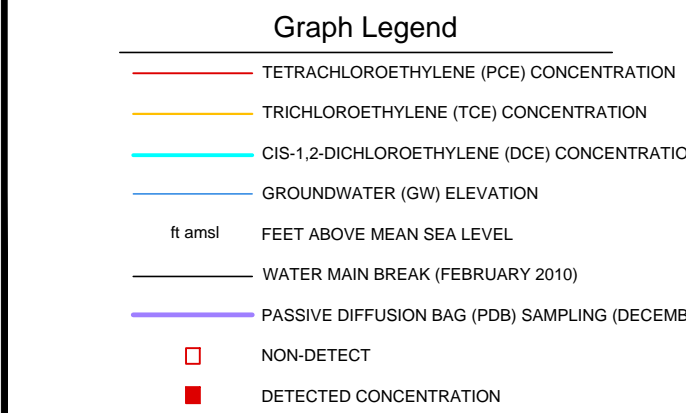 Graph Legend
TETRACHLOROETHYLENE (PCE) CONCENTRATION
TRICHLOROETHYLENE (TCE) CONCENTRATION
CIS-1,2-DICHLOROETHYLENE (DCE) CONCENTRATIO
GROUNDWATER (GW) ELEVATION
ft amsl FEET ABOVE MEAN SEA LEVEL
WATER MAIN BREAK (FEBRUARY 2010)
PASSIVE DIFFUSION BAG (PDB) SAMPLING (DECEMB
NON-DETECT
DETECTED CONCENTRATION